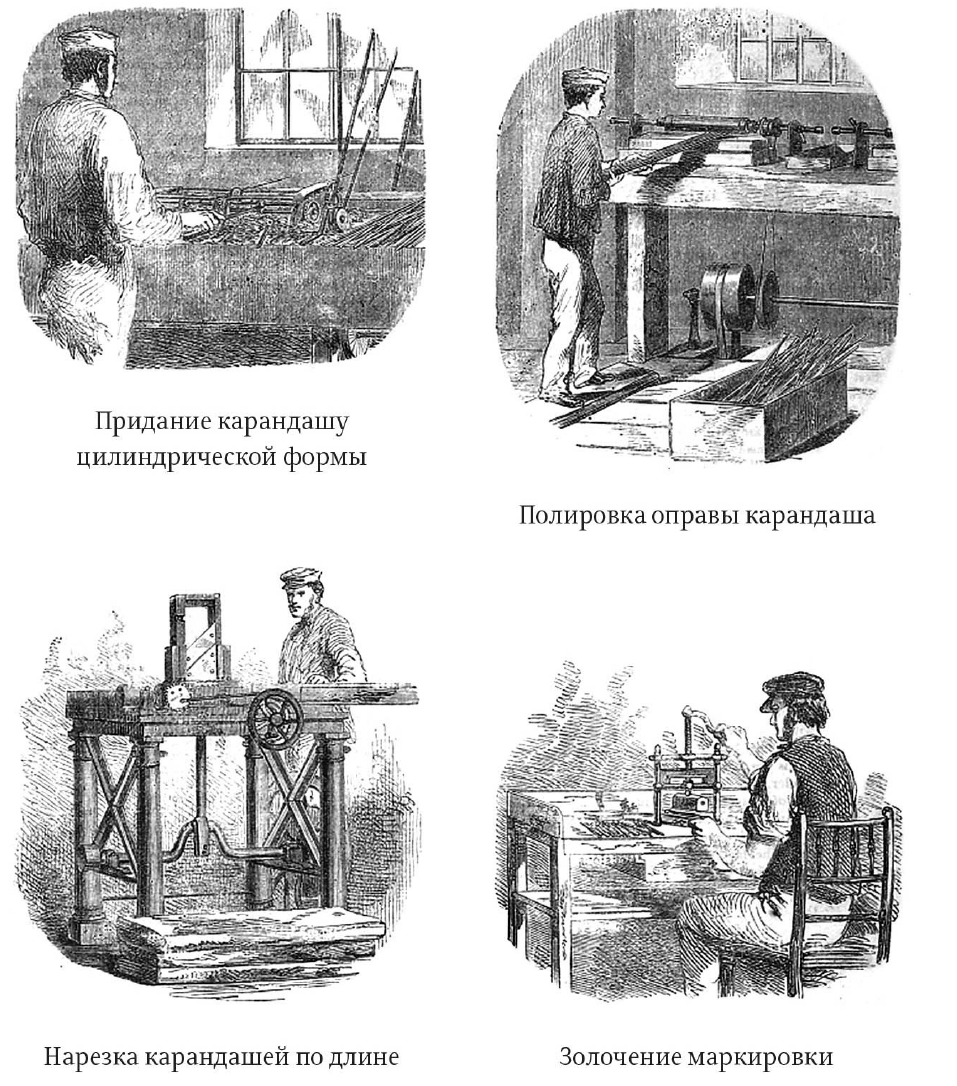 Придание карандашу
цилиндрической формы
Полировка оправы карандаша
Нарезка карандашей по длине
Золочение маркировки